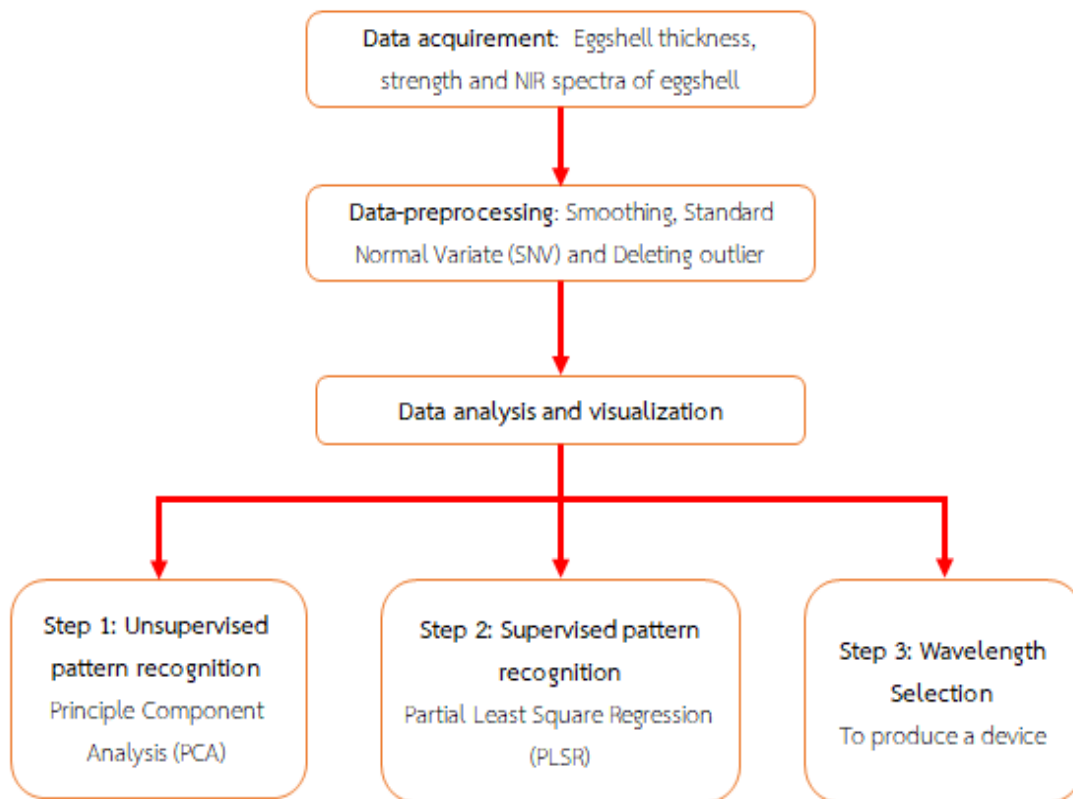 Data acquirement: Eggshell thickness,
strength and NIR spectra of eggshell
Data-preprocessing: Smoothing, Standard
Normal Variate (SNV) and Deleting outlier
Data analysis and visualization
Step 1: Unsupervised
pattern recognition
Principle Component
Analysis (PCA)
Step 2: Supervised pattern
recognition
Partial Least Square Regression
(PLSR)
Step 3: Wavelength
Selection
To produce a device